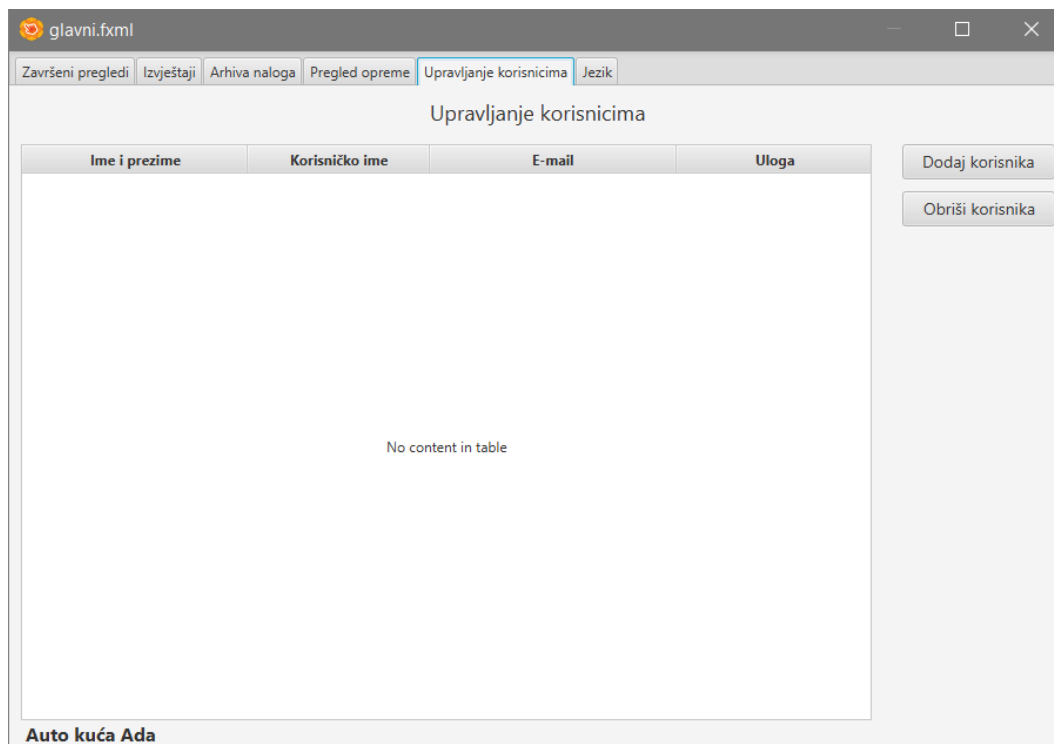 glavni.fxml
Završeni pregledi Izvještaji Arhiva naloga Pregled opreme Upravljanje korisnicima Jezik
Upravljanje korisnicima
Ime i prezime Korisničko ime E-mail Uloga
Dodaj korisnika
Obriši korisnika
No content in table
Auto kuća Ada